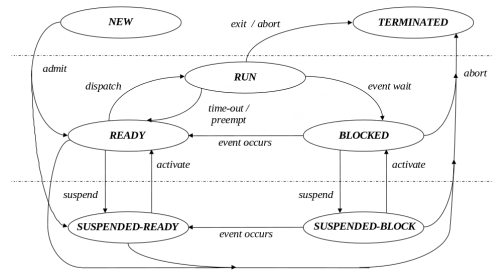 NEW
exit / abort
TERMINATED
admit
RUN
abort
dispatch
event wait
time-out /
preempt
READY
BLOCKED
event occurs
activate
activate
suspend
suspend
SUSPENDED-READY
SUSPENDED-BLOCK
event occurs